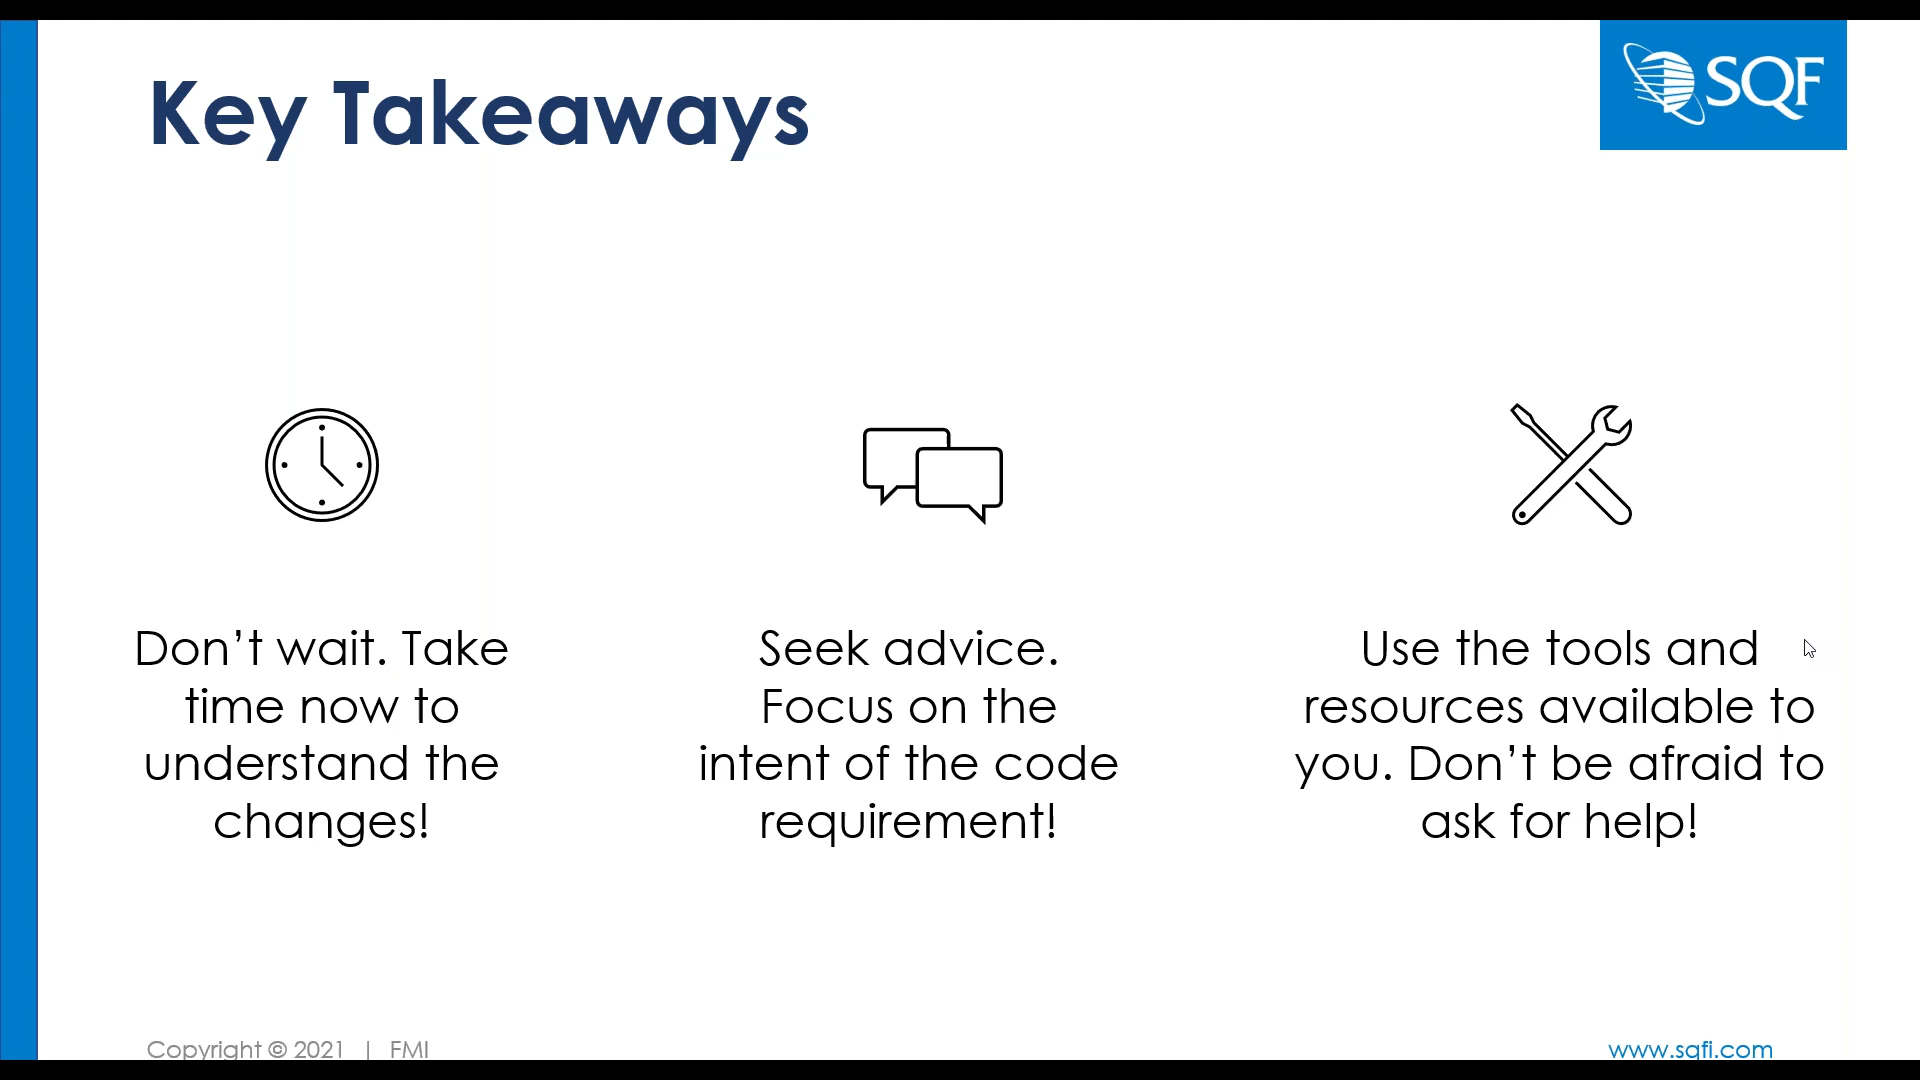 Key Takeaways
SQF
Don’t wait. Take
time now to
understand the
changes!
Seek advice.
Focus on the
intent of the code
requirement!
Use the tools and
resources available to
you. Don’t be afraid to
ask for help!
Copyright © 2021 | FMI
www.sqfi.com